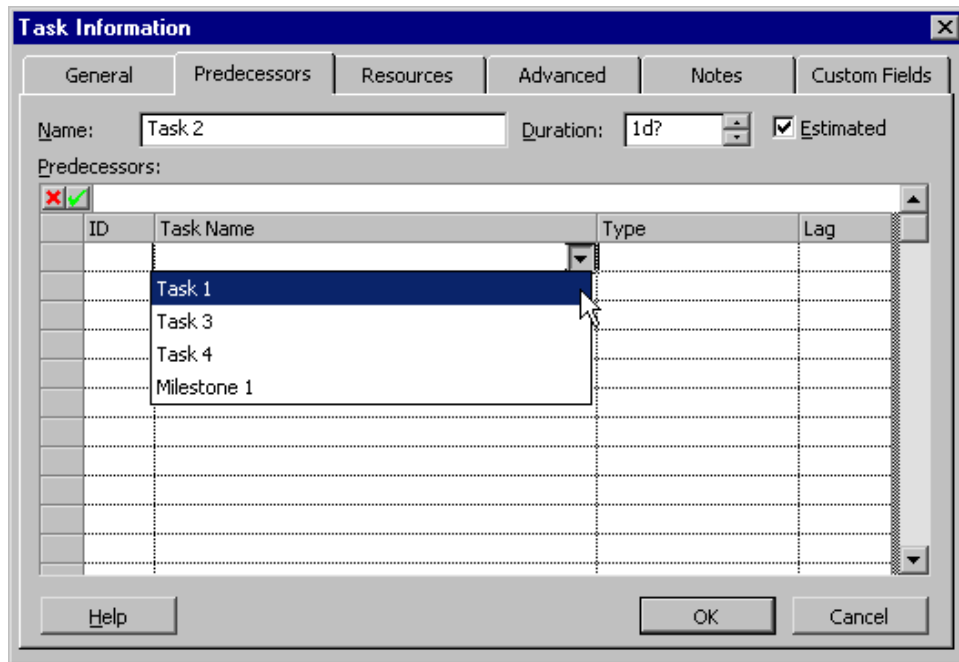 Task Information
General Predecessors Resources Advanced Notes Custom Fields
Name: Task 2 Duration: 1d? Estimated
Predecessors:
ID Task Name Type Lag
Task 1
Task 3
Task 4
Milestone 1
Help OK Cancel